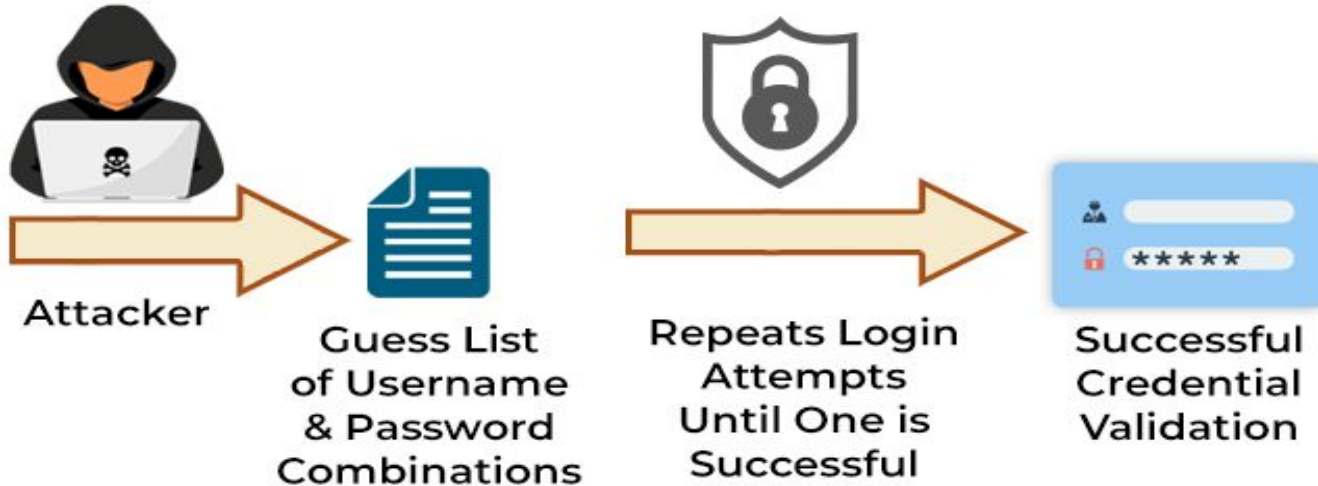 Attacker
Guess List
of Username
& Password
Combinations
Repeats Login
Attempts
Until One is
Successful
*****
Successful
Credential
Validation